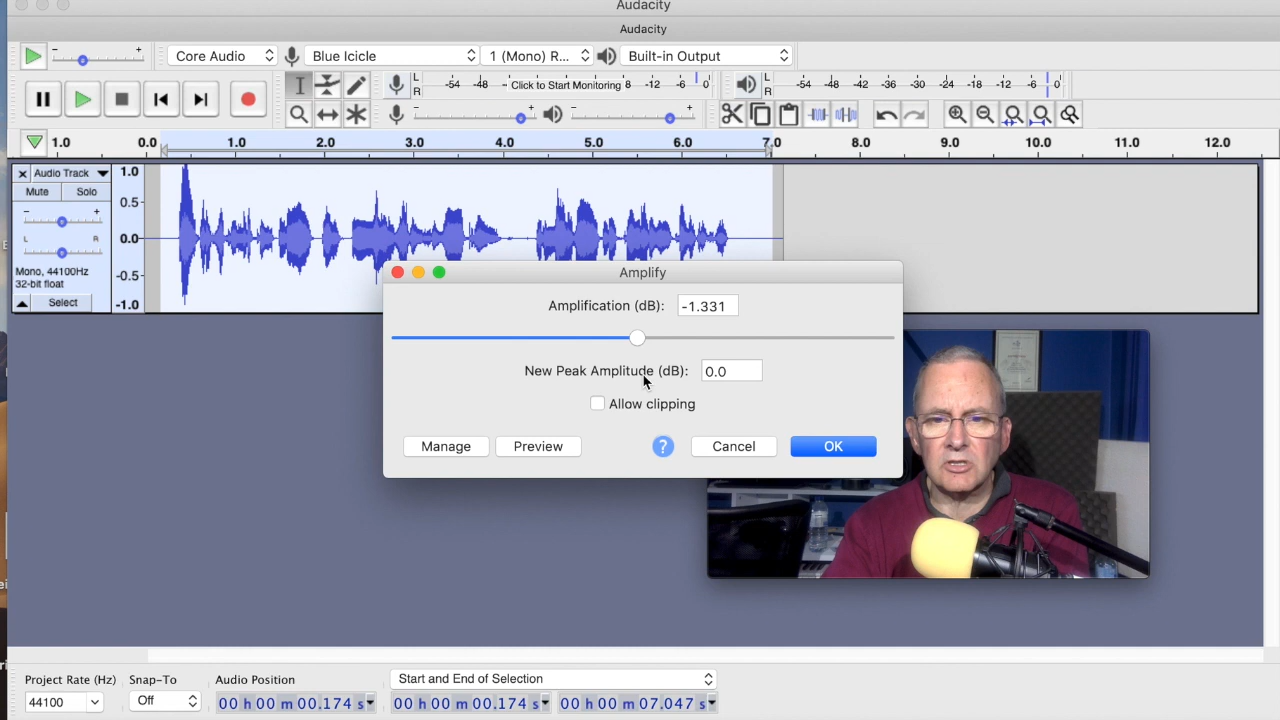 Audacity
Audacity
- + Core Audio Blue Icicle 1 (Mono) R... Built-in Output
L R -54 -48 - Click to Start Monitoring 8 -12 -6 0 L R -54 -48 -42 -36 -30 -24 -18 -12 -6 0
- + - +
1.0 0.0 1.0 2.0 3.0 4.0 5.0 6.0 7.0 8.0 9.0 10.0 11.0 12.0
Audio Track 1.0
Mute Solo
- + 0.5
L R 0.0
Mono, 44100Hz -0.5
32-bit float
Select -1.0
Amplify
Amplification (dB): -1.331
New Peak Amplitude (dB): 0.0
Allow clipping
Manage Preview ? Cancel OK
Project Rate (Hz) Snap-To Audio Position Start and End of Selection
44100 Off 00 h 00 m 00.174 s 00 h 00 m 00.174 s 00 h 00 m 07.047 s